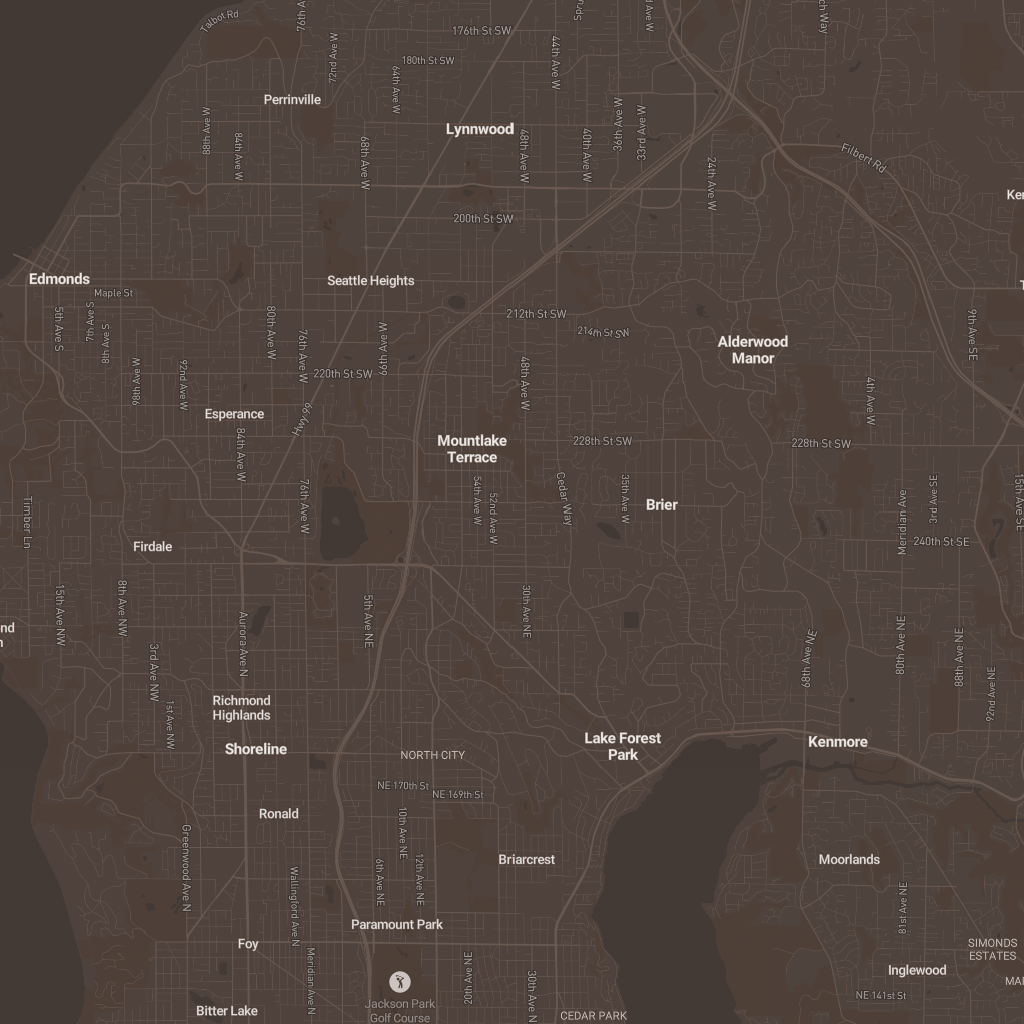 Talbot Rd
76th A
176th St SW
Spru
d Ave W
ch Way
72nd Ave W
180th St SW
64th Ave W
44th Ave W
Perrinville
88th Ave W
84th Ave W
68th Ave W
Lynnwood
48th Ave W
40th Ave W
36th Ave W
33rd Ave W
24th Ave W
Filbert Rd
Ker
200th St SW
Edmonds
Maple St
Seattle Heights
5th Ave S
7th Ave S
8th Ave S
80th Ave W
76th Ave W
66th Ave W
212th St SW
214th St SW
Alderwood
Manor
9th Ave SE
98th Ave W
92nd Ave W
220th St SW
48th Ave W
4th Ave W
Esperance
Hwy 99
84th Ave W
Mountlake
Terrace
228th St SW
228th St SW
54th Ave W
52nd Ave W
Cedar Way
35th Ave W
Brier
76th Ave W
Timber Ln
Meridian Ave
3rd Ave SE
15th Ave SE
240th St SE
Firdale
15th Ave NW
8th Ave NW
Aurora Ave N
5th Ave NE
30th Ave NE
nd
n
3rd Ave NW
1st Ave NW
68th Ave NE
80th Ave NE
88th Ave NE
92nd Ave NE
Richmond
Highlands
Shoreline
NORTH CITY
Lake Forest
Park
Kenmore
NE 170th St
NE 169th St
Ronald
Greenwood Ave N
10th Ave NE
6th Ave NE
12th Ave NE
Briarcrest
Moorlands
Wallingford Ave N
81st Ave NE
Paramount Park
Foy
Meridian Ave N
20th Ave NE
30th Ave N
SIMONDS
ESTATES
Inglewood
MAR
NE 141st St
Jackson Park
Golf Course
Bitter Lake
CEDAR PARK